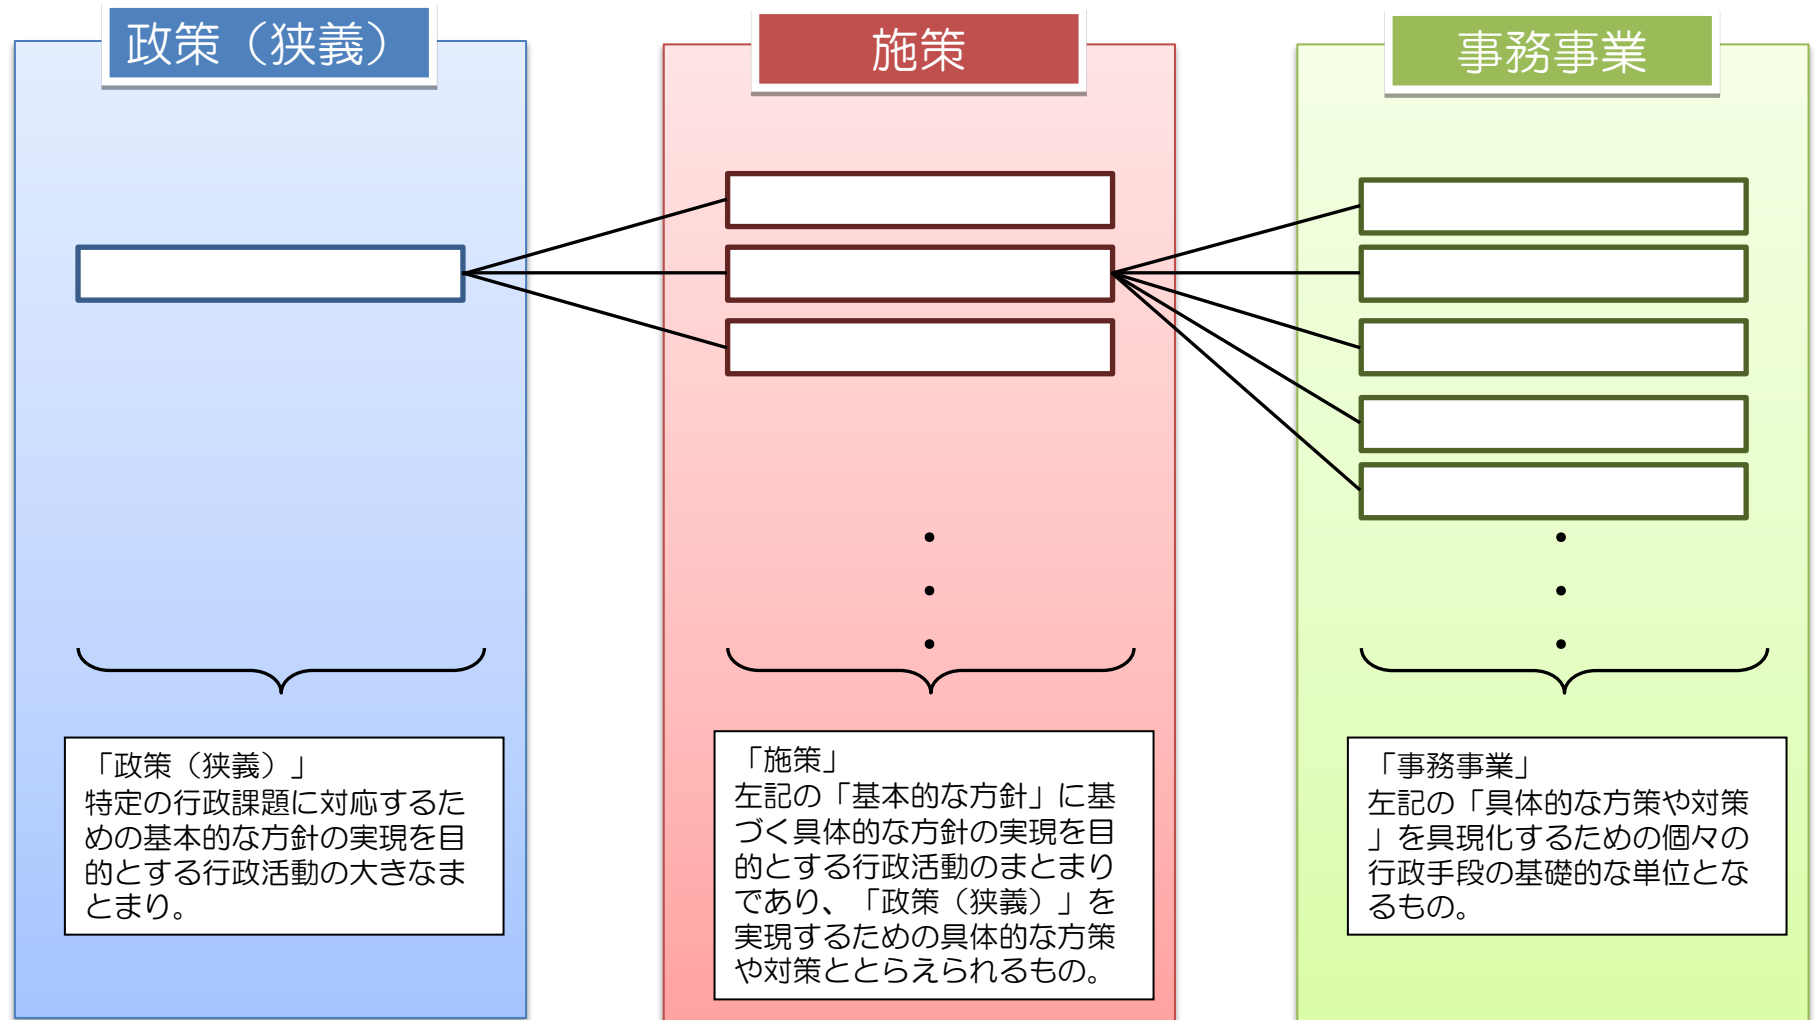 政策（狭義）
施策
事務事業
・
・
・
・
・
・
「政策（狭義）」
特定の行政課題に対応するた
めの基本的な方針の実現を目
的とする行政活動の大きなま
とまり。
「施策」
左記の「基本的な方針」に基
づく具体的な方針の実現を目
的とする行政活動のまとまり
であり、「政策（狭義）」を
実現するための具体的な方策
や対策ととらえられるもの。
「事務事業」
左記の「具体的な方策や対策
」を具現化するための個々の
行政手段の基礎的な単位とな
るもの。